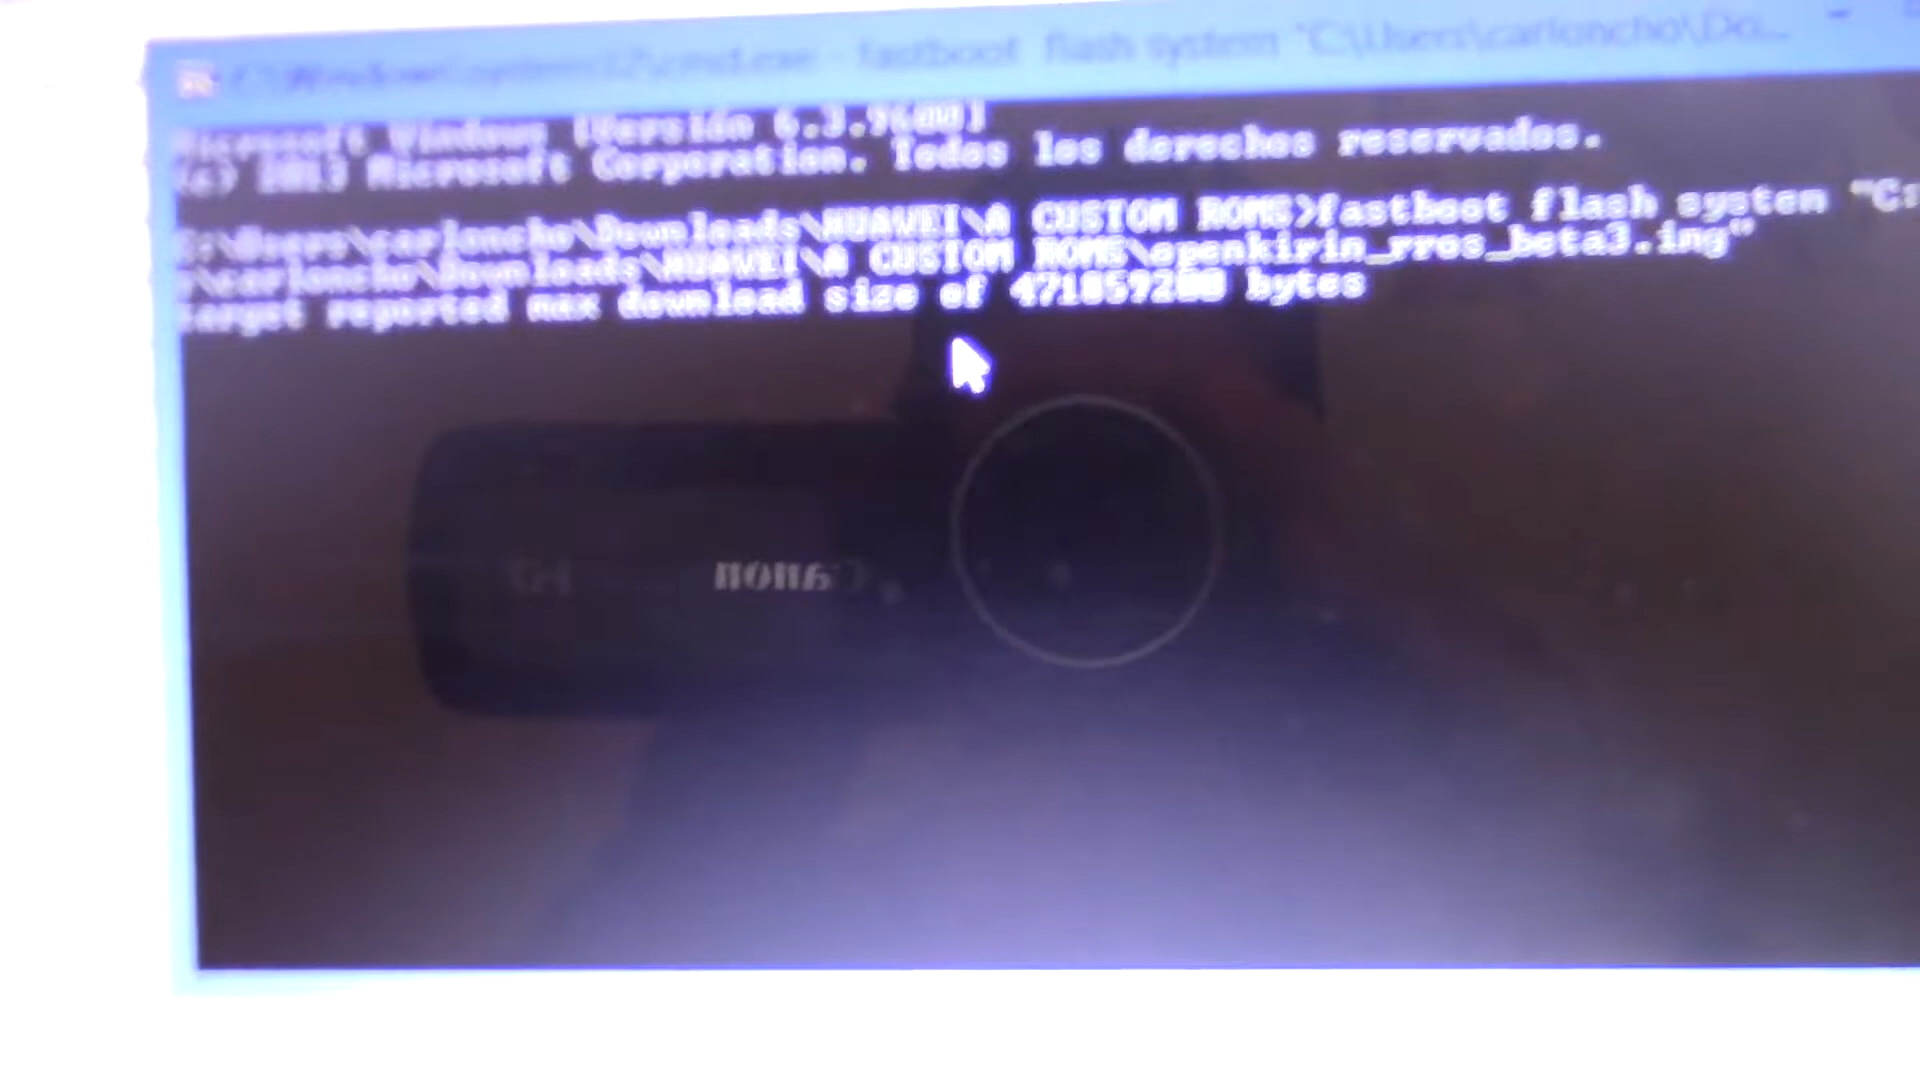 C:\Windows\system32\cmd.exe - fastboot flash system "C:\Users\carloncho\Do...
Microsoft Windows [Versión 6.3.9600]
(c) 2013 Microsoft Corporation. Todos los derechos reservados.
C:\Users\carloncho\Downloads\HUAWEI\A CUSTOM ROMS>fastboot flash system "C:
\carloncho\Downloads\HUAWEI\A CUSTOM ROMS\openkirin_rros_beta3.img"
target reported max download size of 471859200 bytes